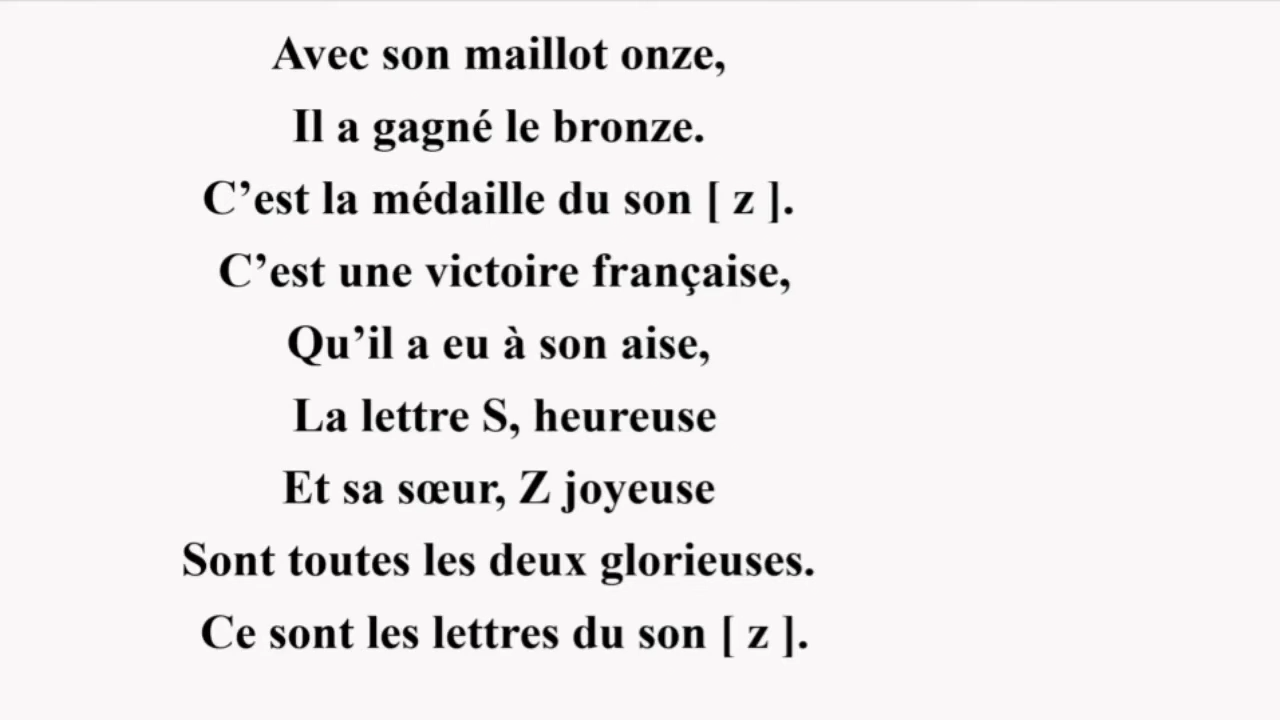 Avec son maillot onze,
Il a gagné le bronze.
C’est la médaille du son [ z ].
C’est une victoire française,
Qu’il a eu à son aise,
La lettre S, heureuse
Et sa sœur, Z joyeuse
Sont toutes les deux glorieuses.
Ce sont les lettres du son [ z ].